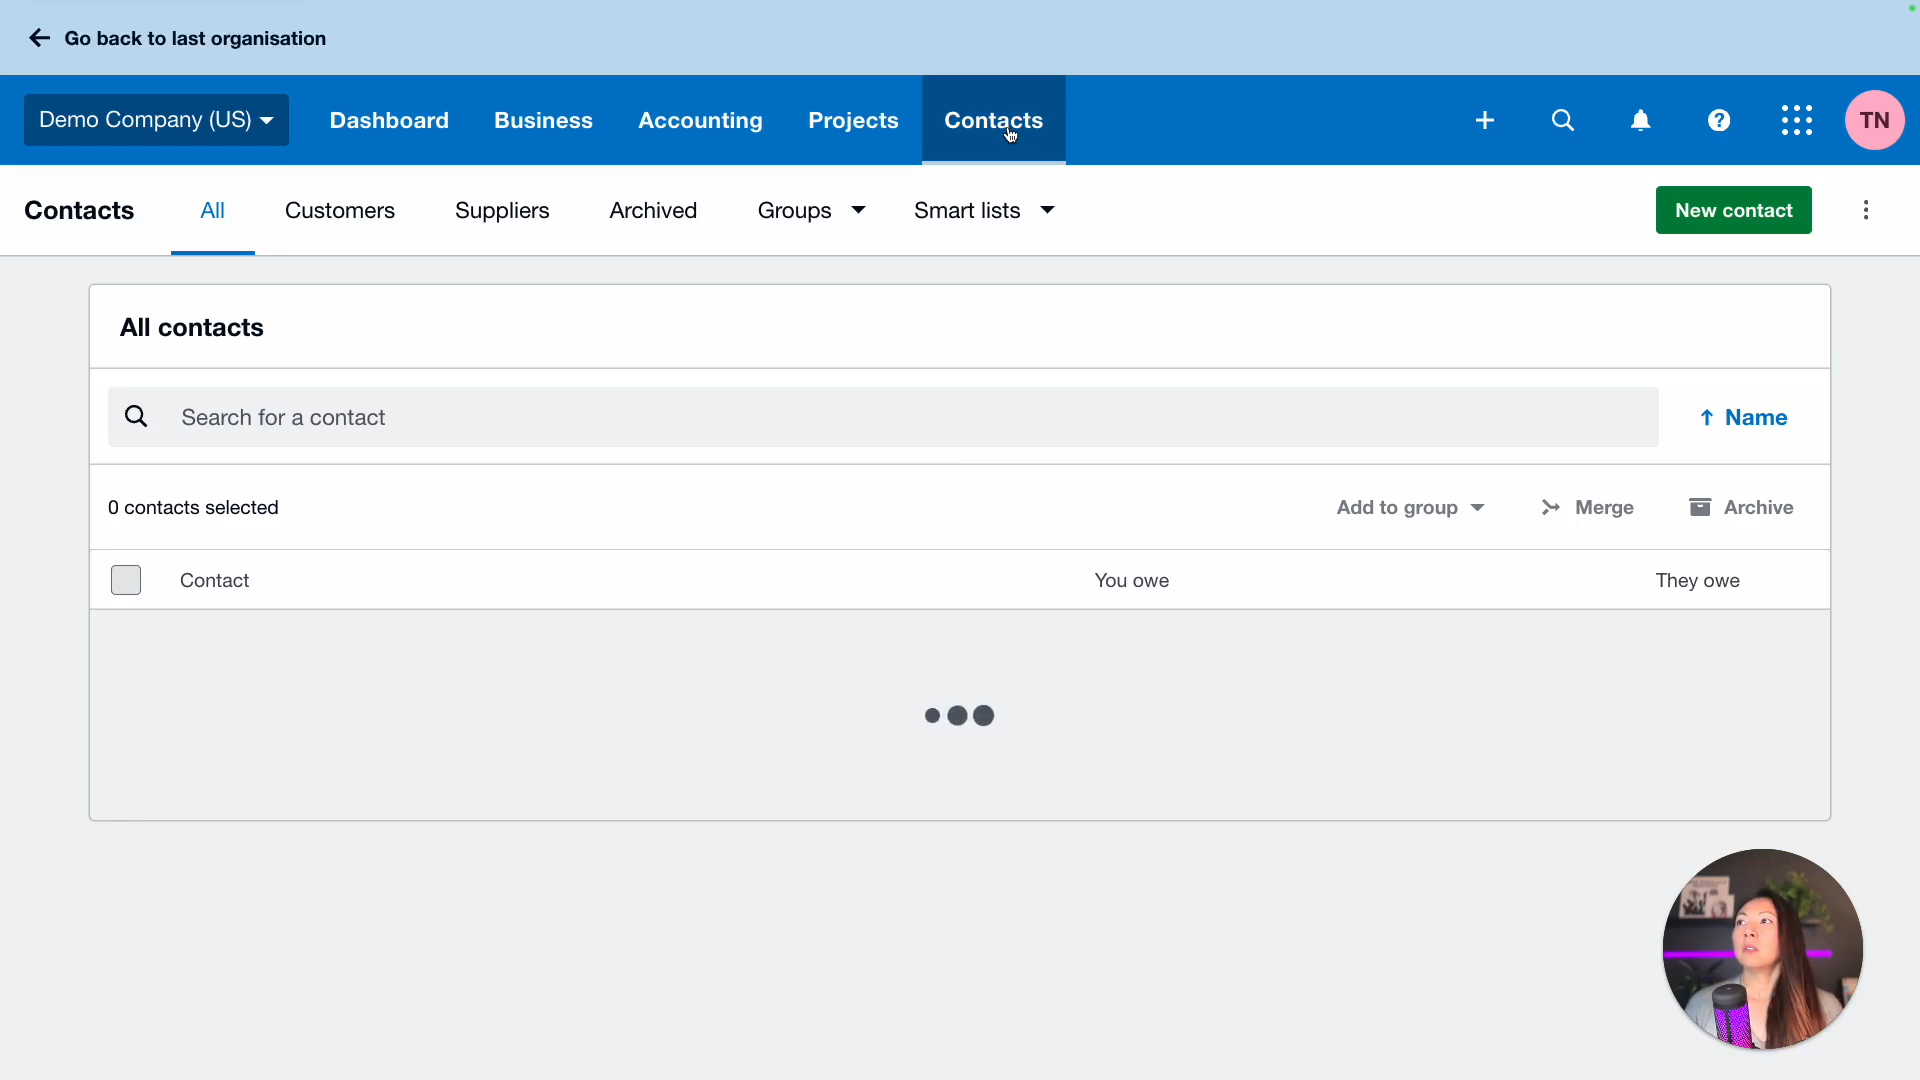 Go back to last organisation
Demo Company (US) Dashboard Business Accounting Projects Contacts TN
Contacts All Customers Suppliers Archived Groups Smart lists New contact
All contacts
Search for a contact Name
0 contacts selected Add to group Merge Archive
Contact You owe They owe